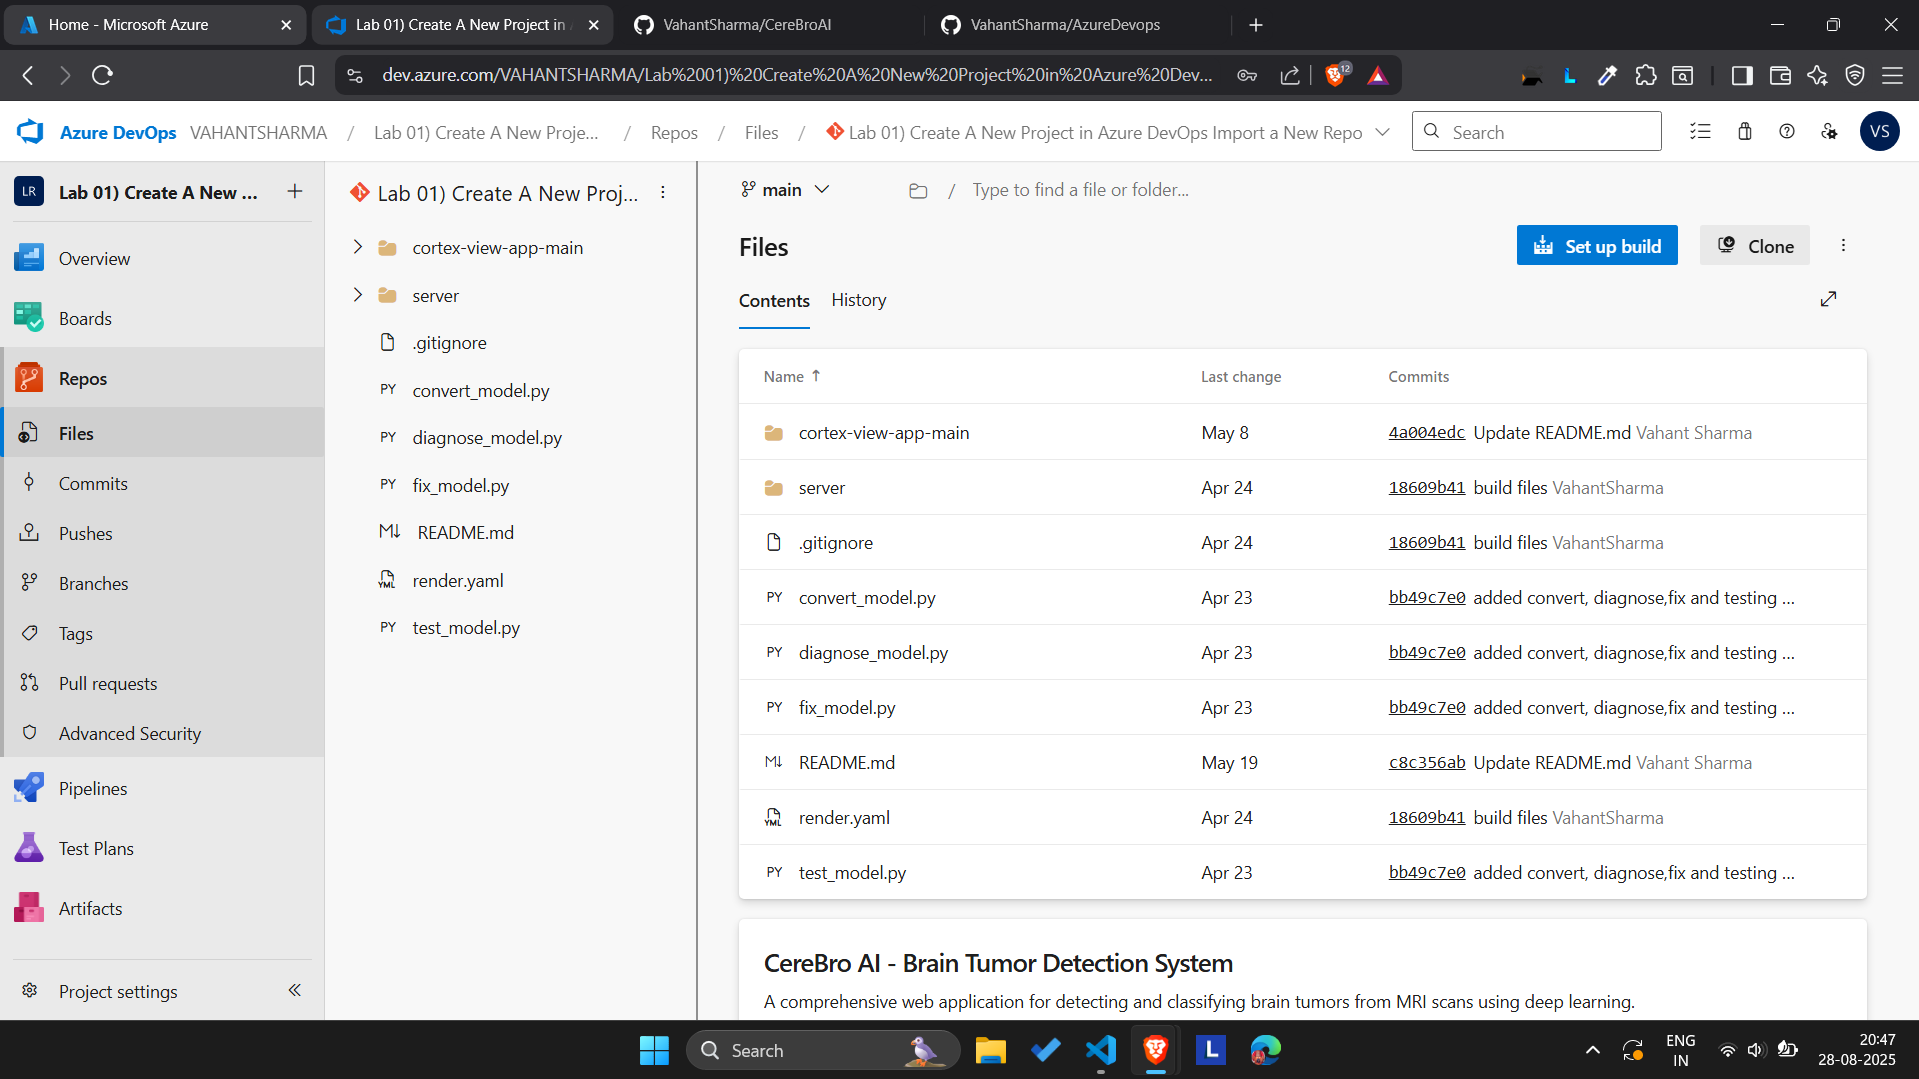 Home - Microsoft Azure
Lab 01) Create A New Project in
VahantSharma/CereBroAI
VahantSharma/AzureDevops
dev.azure.com/VAHANTSHARMA/Lab%2001)%20Create%20A%20New%20Project%20in%20Azure%20Dev...
12
Azure DevOps VAHANTSHARMA / Lab 01) Create A New Proje... / Repos / Files / Lab 01) Create A New Project in Azure DevOps Import a New Repo
Search
VS
LR
Lab 01) Create A New ...
Overview
Boards
Repos
Files
Commits
Pushes
Branches
Tags
Pull requests
Advanced Security
Pipelines
Test Plans
Artifacts
Project settings
Lab 01) Create A New Proj...
cortex-view-app-main
server
.gitignore
PY convert_model.py
PY diagnose_model.py
PY fix_model.py
M↓ README.md
YML render.yaml
PY test_model.py
main
/ Type to find a file or folder...
Files
Set up build
Clone
Contents
History
Name ↑ Last change Commits
cortex-view-app-main May 8 4a004edc Update README.md Vahant Sharma
server Apr 24 18609b41 build files VahantSharma
.gitignore Apr 24 18609b41 build files VahantSharma
PY convert_model.py Apr 23 bb49c7e0 added convert, diagnose,fix and testing ...
PY diagnose_model.py Apr 23 bb49c7e0 added convert, diagnose,fix and testing ...
PY fix_model.py Apr 23 bb49c7e0 added convert, diagnose,fix and testing ...
M↓ README.md May 19 c8c356ab Update README.md Vahant Sharma
YML render.yaml Apr 24 18609b41 build files VahantSharma
PY test_model.py Apr 23 bb49c7e0 added convert, diagnose,fix and testing ...
CereBro AI - Brain Tumor Detection System
A comprehensive web application for detecting and classifying brain tumors from MRI scans using deep learning.
Search
L
ENG
IN
20:47
28-08-2025